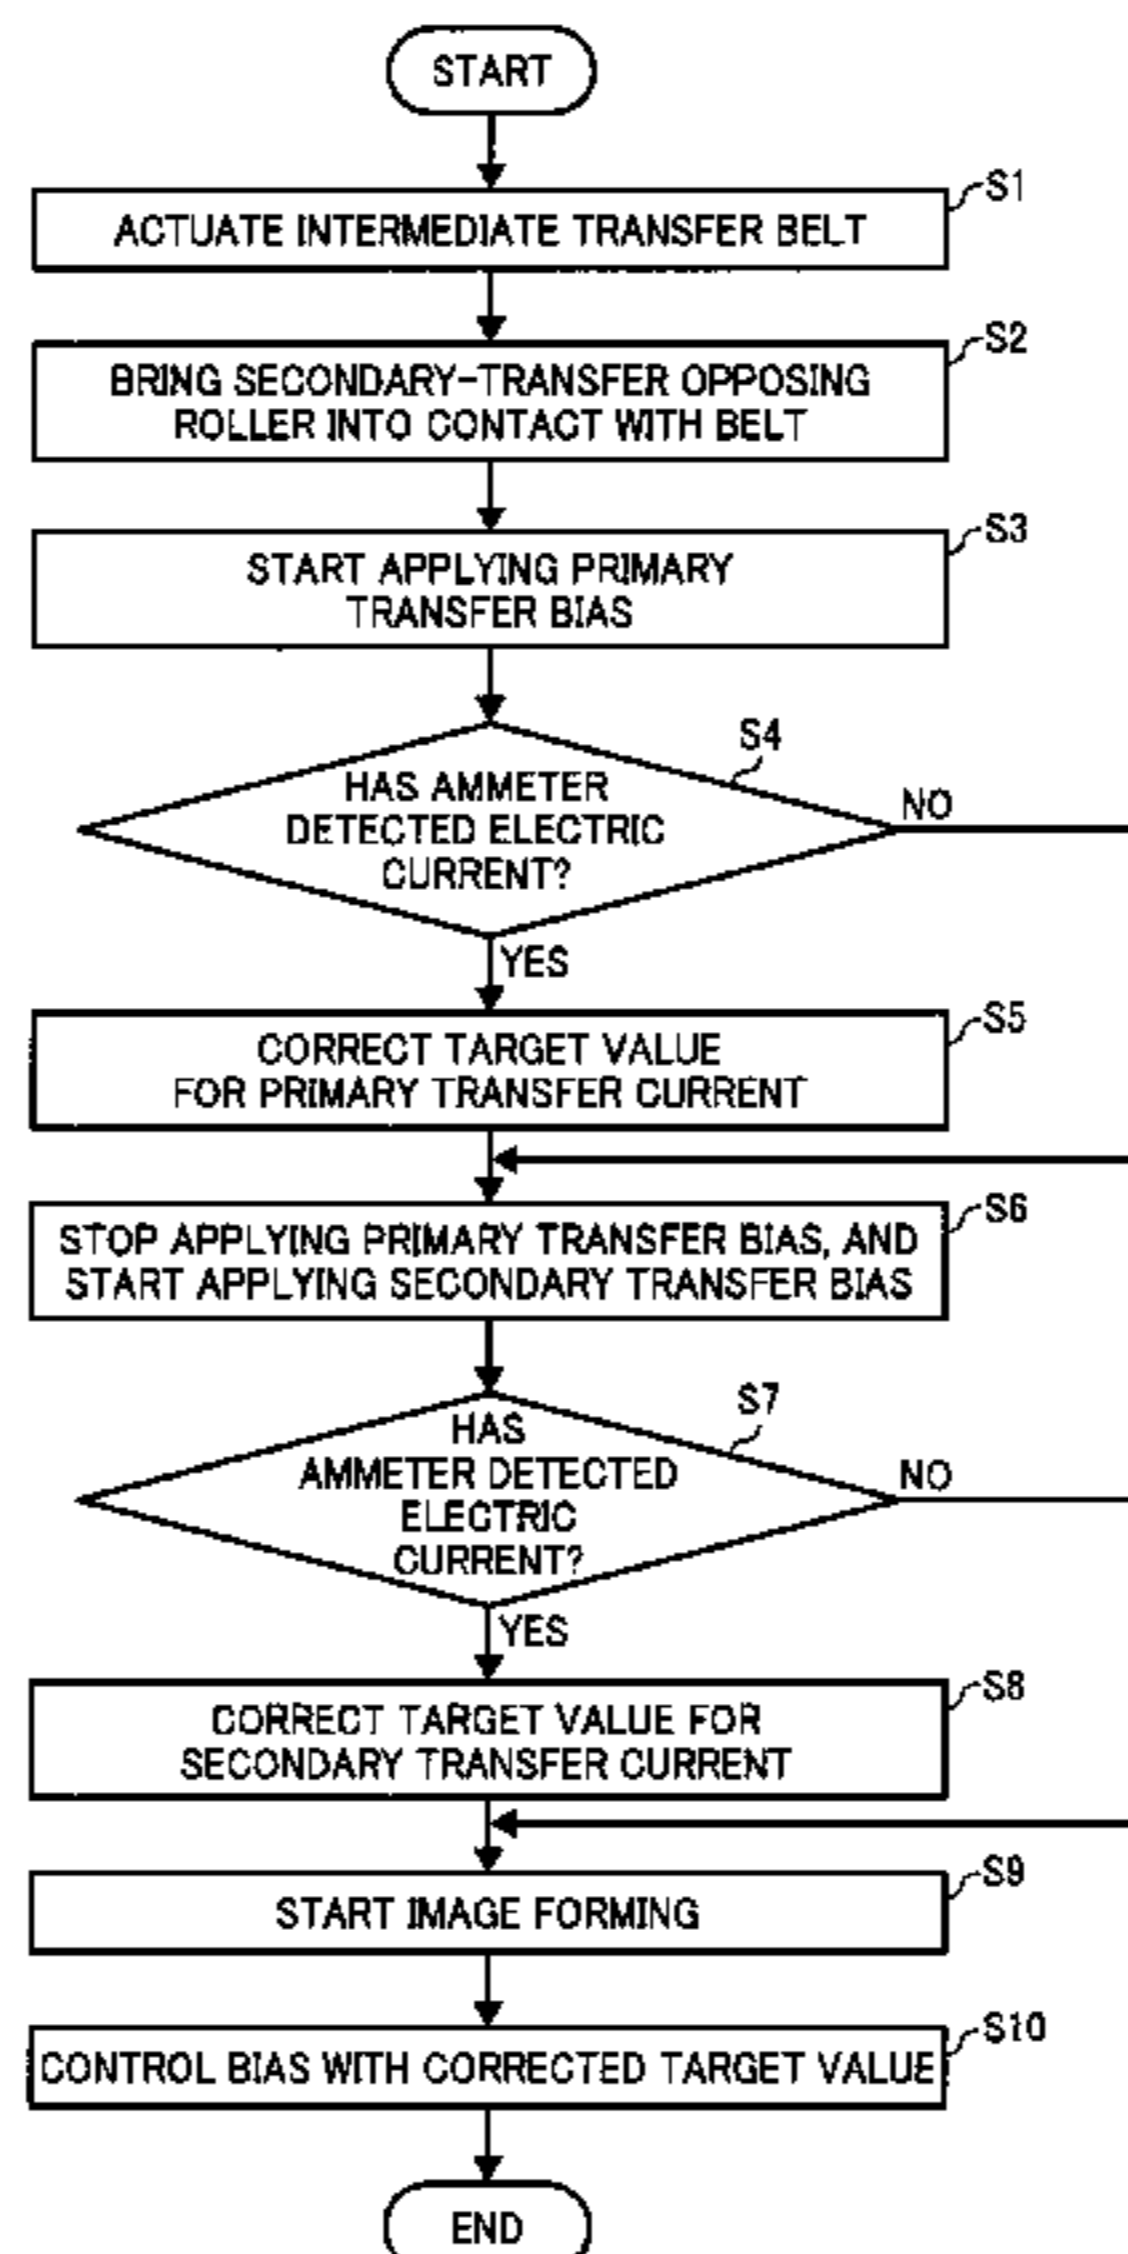 START
S1
ACTUATE INTERMEDIATE TRANSFER BELT
S2
BRING SECONDARY-TRANSFER OPPOSING
ROLLER INTO CONTACT WITH BELT
S3
START APPLYING PRIMARY
TRANSFER BIAS
S4
HAS AMMETER
DETECTED ELECTRIC
CURRENT?
NO
YES
S5
CORRECT TARGET VALUE
FOR PRIMARY TRANSFER CURRENT
S6
STOP APPLYING PRIMARY TRANSFER BIAS, AND
START APPLYING SECONDARY TRANSFER BIAS
S7
HAS
AMMETER DETECTED
ELECTRIC
CURRENT?
NO
YES
S8
CORRECT TARGET VALUE FOR
SECONDARY TRANSFER CURRENT
S9
START IMAGE FORMING
S10
CONTROL BIAS WITH CORRECTED TARGET VALUE
END